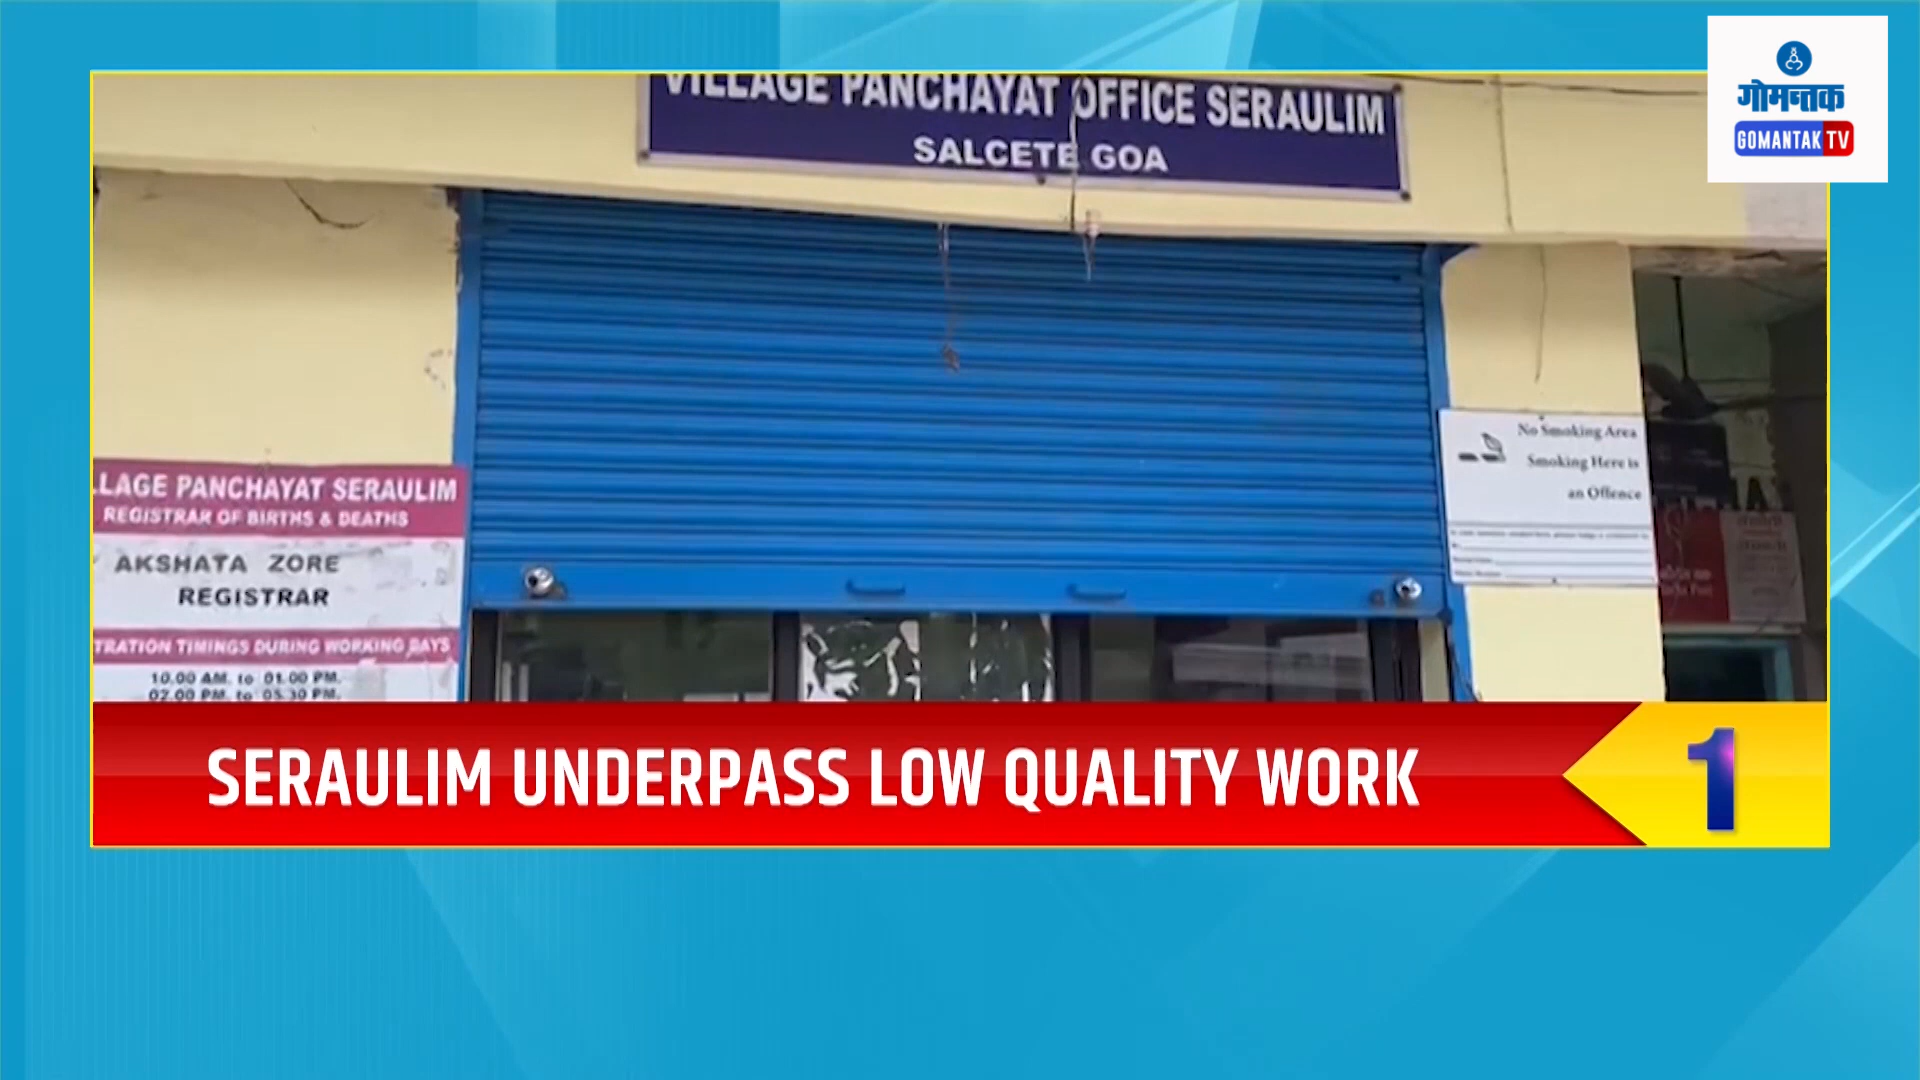 गोमन्तक
GOMANTAK TV
VILLAGE PANCHAYAT OFFICE SERAULIM
SALCETE GOA
No Smoking Area
Smoking Here is
an Offence
LLAGE PANCHAYAT SERAULIM
REGISTRAR OF BIRTHS & DEATHS
AKSHATA ZORE
REGISTRAR
TRATION TIMINGS DURING WORKING DAYS
10.00 AM. to 01.00 PM.
02.00 PM. to 05.30 PM.
SERAULIM UNDERPASS LOW QUALITY WORK
1